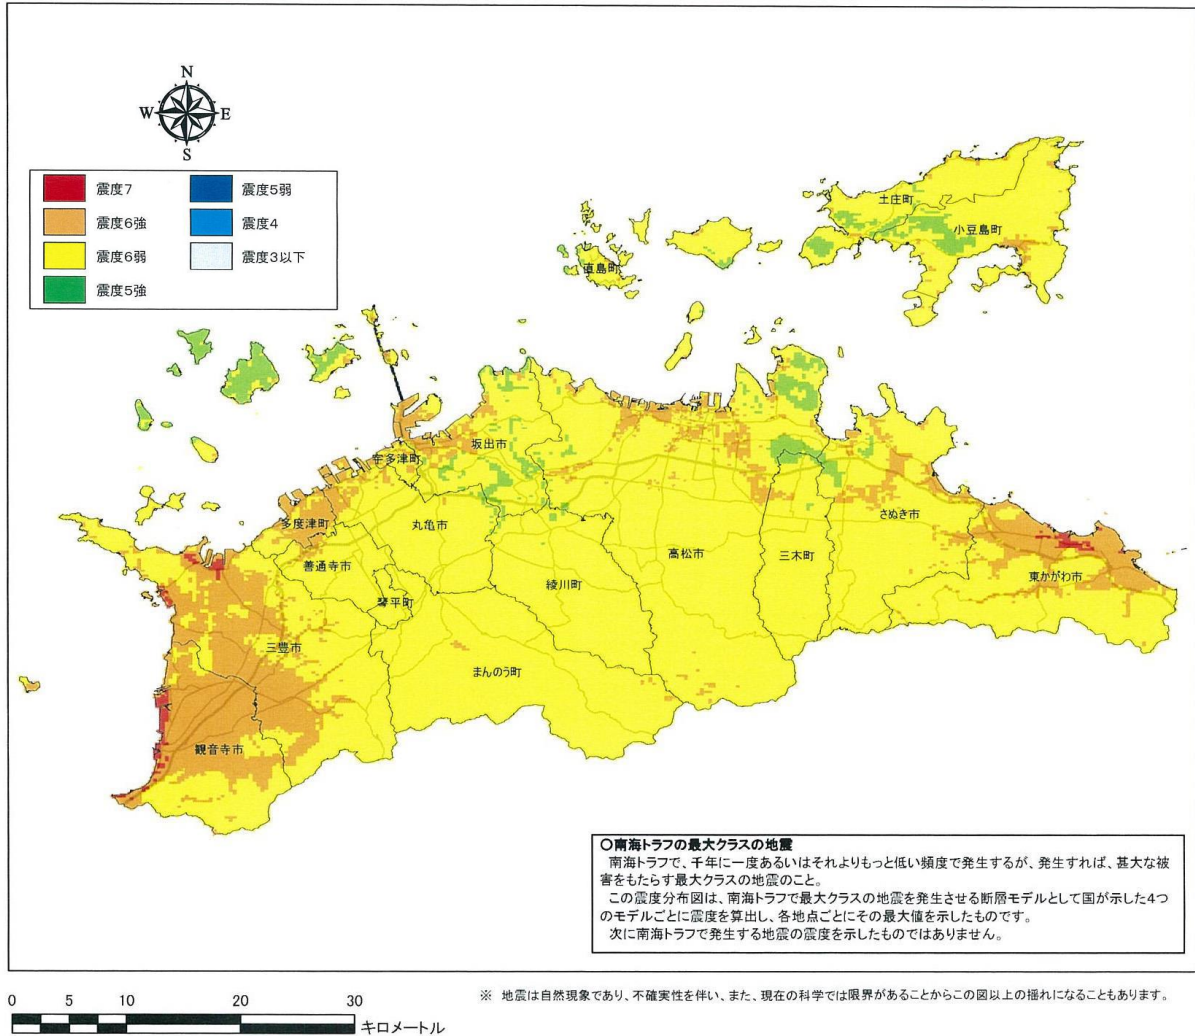 N
W E
S
震度7 震度5弱
震度6強 震度4
震度6弱 震度3以下
震度5強
土庄町
小豆島町
直島町
坂出市
宇多津町
多度津町
丸亀市
さぬき市
高松市
三木町
善通寺市
綾川町
東かがわ市
琴平町
三豊市
まんのう町
観音寺市
○南海トラフの最大クラスの地震
南海トラフで、千年に一度あるいはそれよりもっと低い頻度で発生するが、発生すれば、甚大な被
害をもたらす最大クラスの地震のこと。
この震度分布図は、南海トラフで最大クラスの地震を発生させる断層モデルとして国が示した4つ
のモデルごとに震度を算出し、各地点ごとにその最大値を示したものです。
次に南海トラフで発生する地震の震度を示したものではありません。
※ 地震は自然現象であり、不確実性を伴い、また、現在の科学では限界があることからこの図以上の揺れになることもあります。
0 5 10 20 30
キロメートル